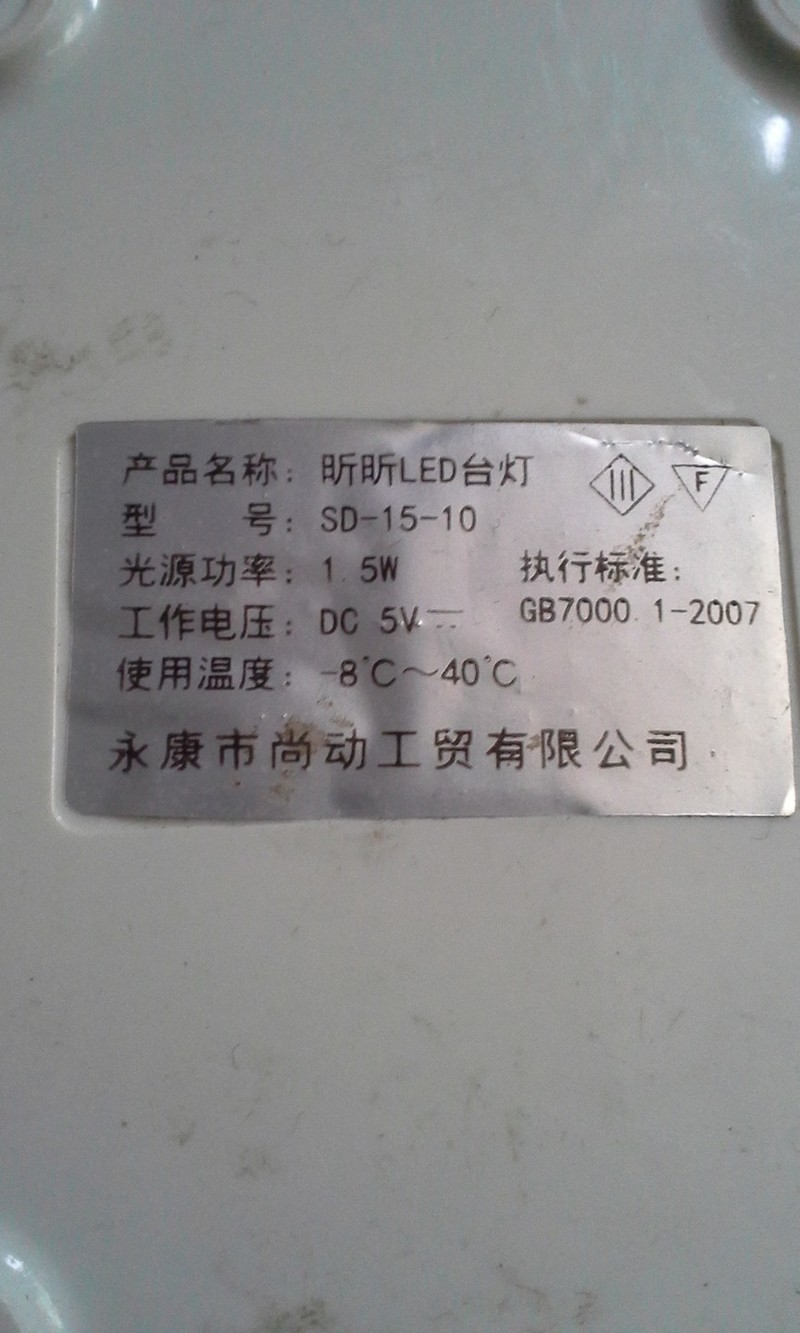 产品名称：昕昕LED台灯
F
型 号：SD-15-10
光源功率：1.5W
执行标准：
工作电压：DC 5V⎓
GB7000.1-2007
使用温度：-8℃～40℃
永康市尚动工贸有限公司